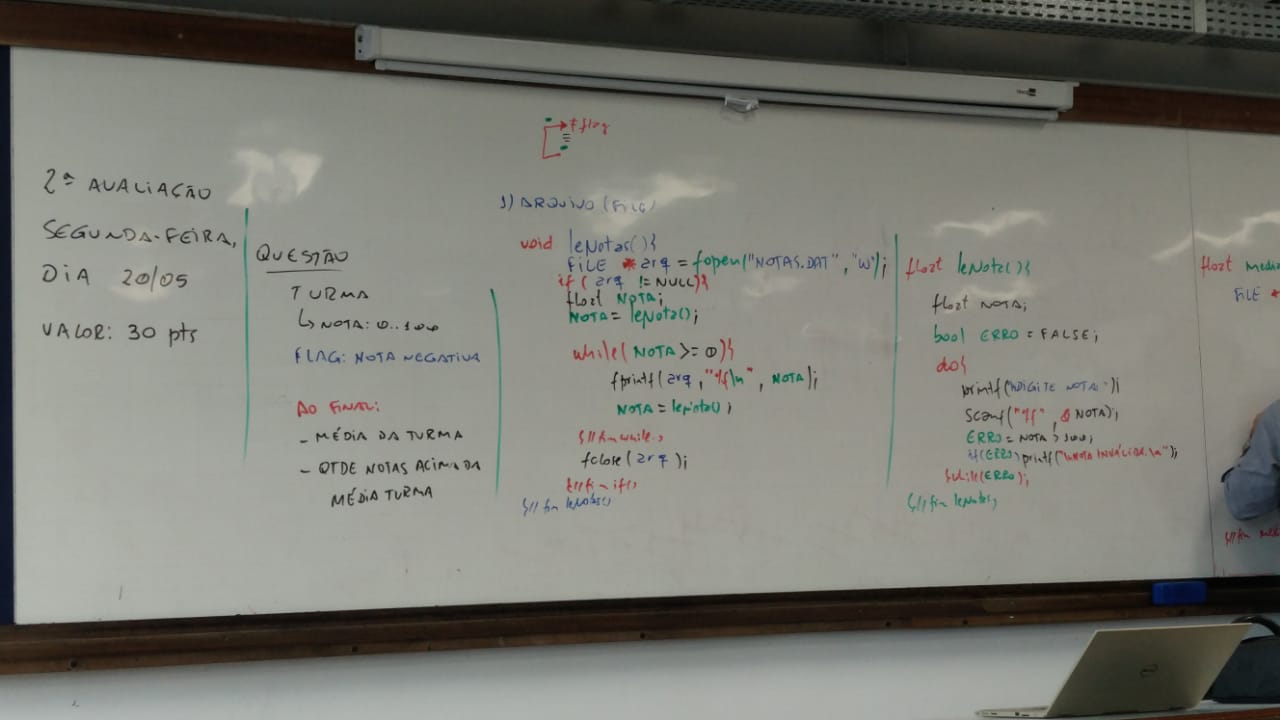 2ª AVALIAÇÃO
SEGUNDA-FEIRA,
DIA 20/05
VALOR: 30 pts
QUESTÃO
TURMA
↳ NOTA: 0..100
FLAG: NOTA NEGATIVA
AO FINAL:
- MÉDIA DA TURMA
- QTDE NOTAS ACIMA DA
MÉDIA TURMA
flag
1) ARQUIVO (FILE)
void leNotas(){
FILE *arq = fopen("NOTAS.DAT", "w");
if ( arq != NULL){
float NOTA;
NOTA = leNota();
while( NOTA >= 0){
fprintf( arq, "%f\n", NOTA);
NOTA = leNota();
}//fim while
fclose( arq );
}//fim if
}//fim leNotas()
float leNota(){
float NOTA;
bool ERRO = FALSE;
do{
printf("\nDIGITE NOTA: ");
scanf("%f", &NOTA);
ERRO = NOTA > 100;
if(ERRO) printf("\nNOTA INVÁLIDA.\n");
}while(ERRO);
}//fim leNota()
float media
FILE *
}//fim